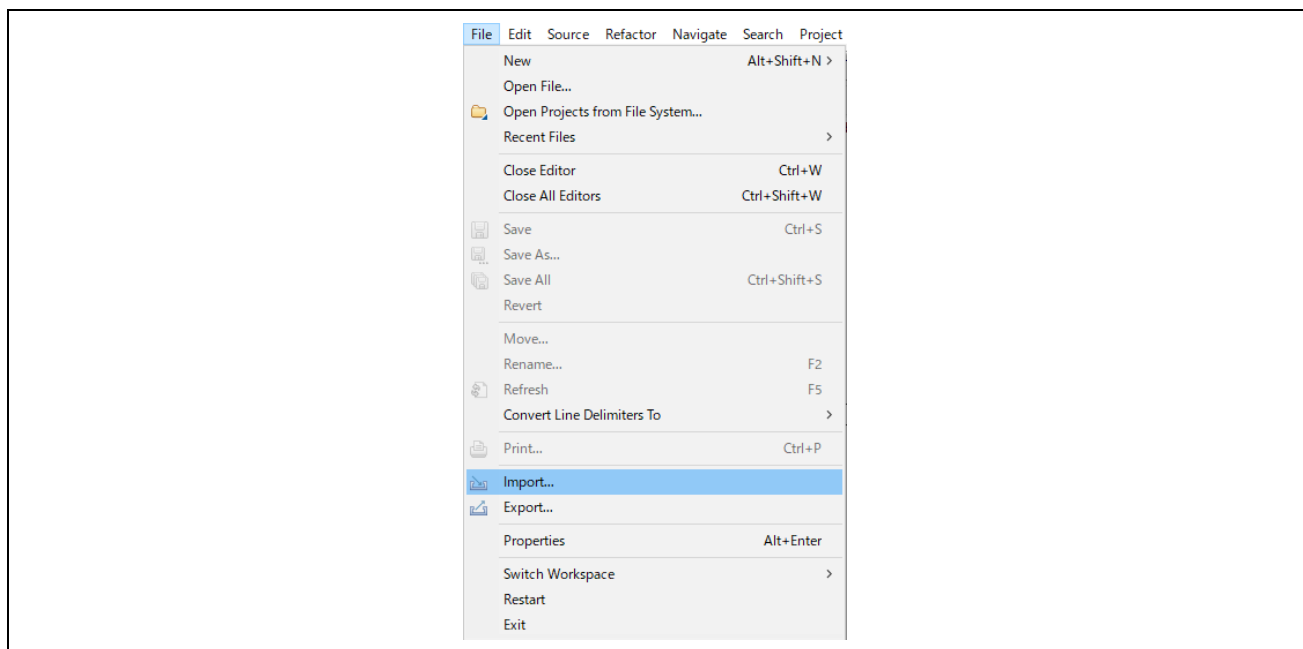 File Edit Source Refactor Navigate Search Project
New Alt+Shift+N >
Open File...
Open Projects from File System...
Recent Files >
Close Editor Ctrl+W
Close All Editors Ctrl+Shift+W
Save Ctrl+S
Save As...
Save All Ctrl+Shift+S
Revert
Move...
Rename... F2
Refresh F5
Convert Line Delimiters To >
Print... Ctrl+P
Import...
Export...
Properties Alt+Enter
Switch Workspace >
Restart
Exit